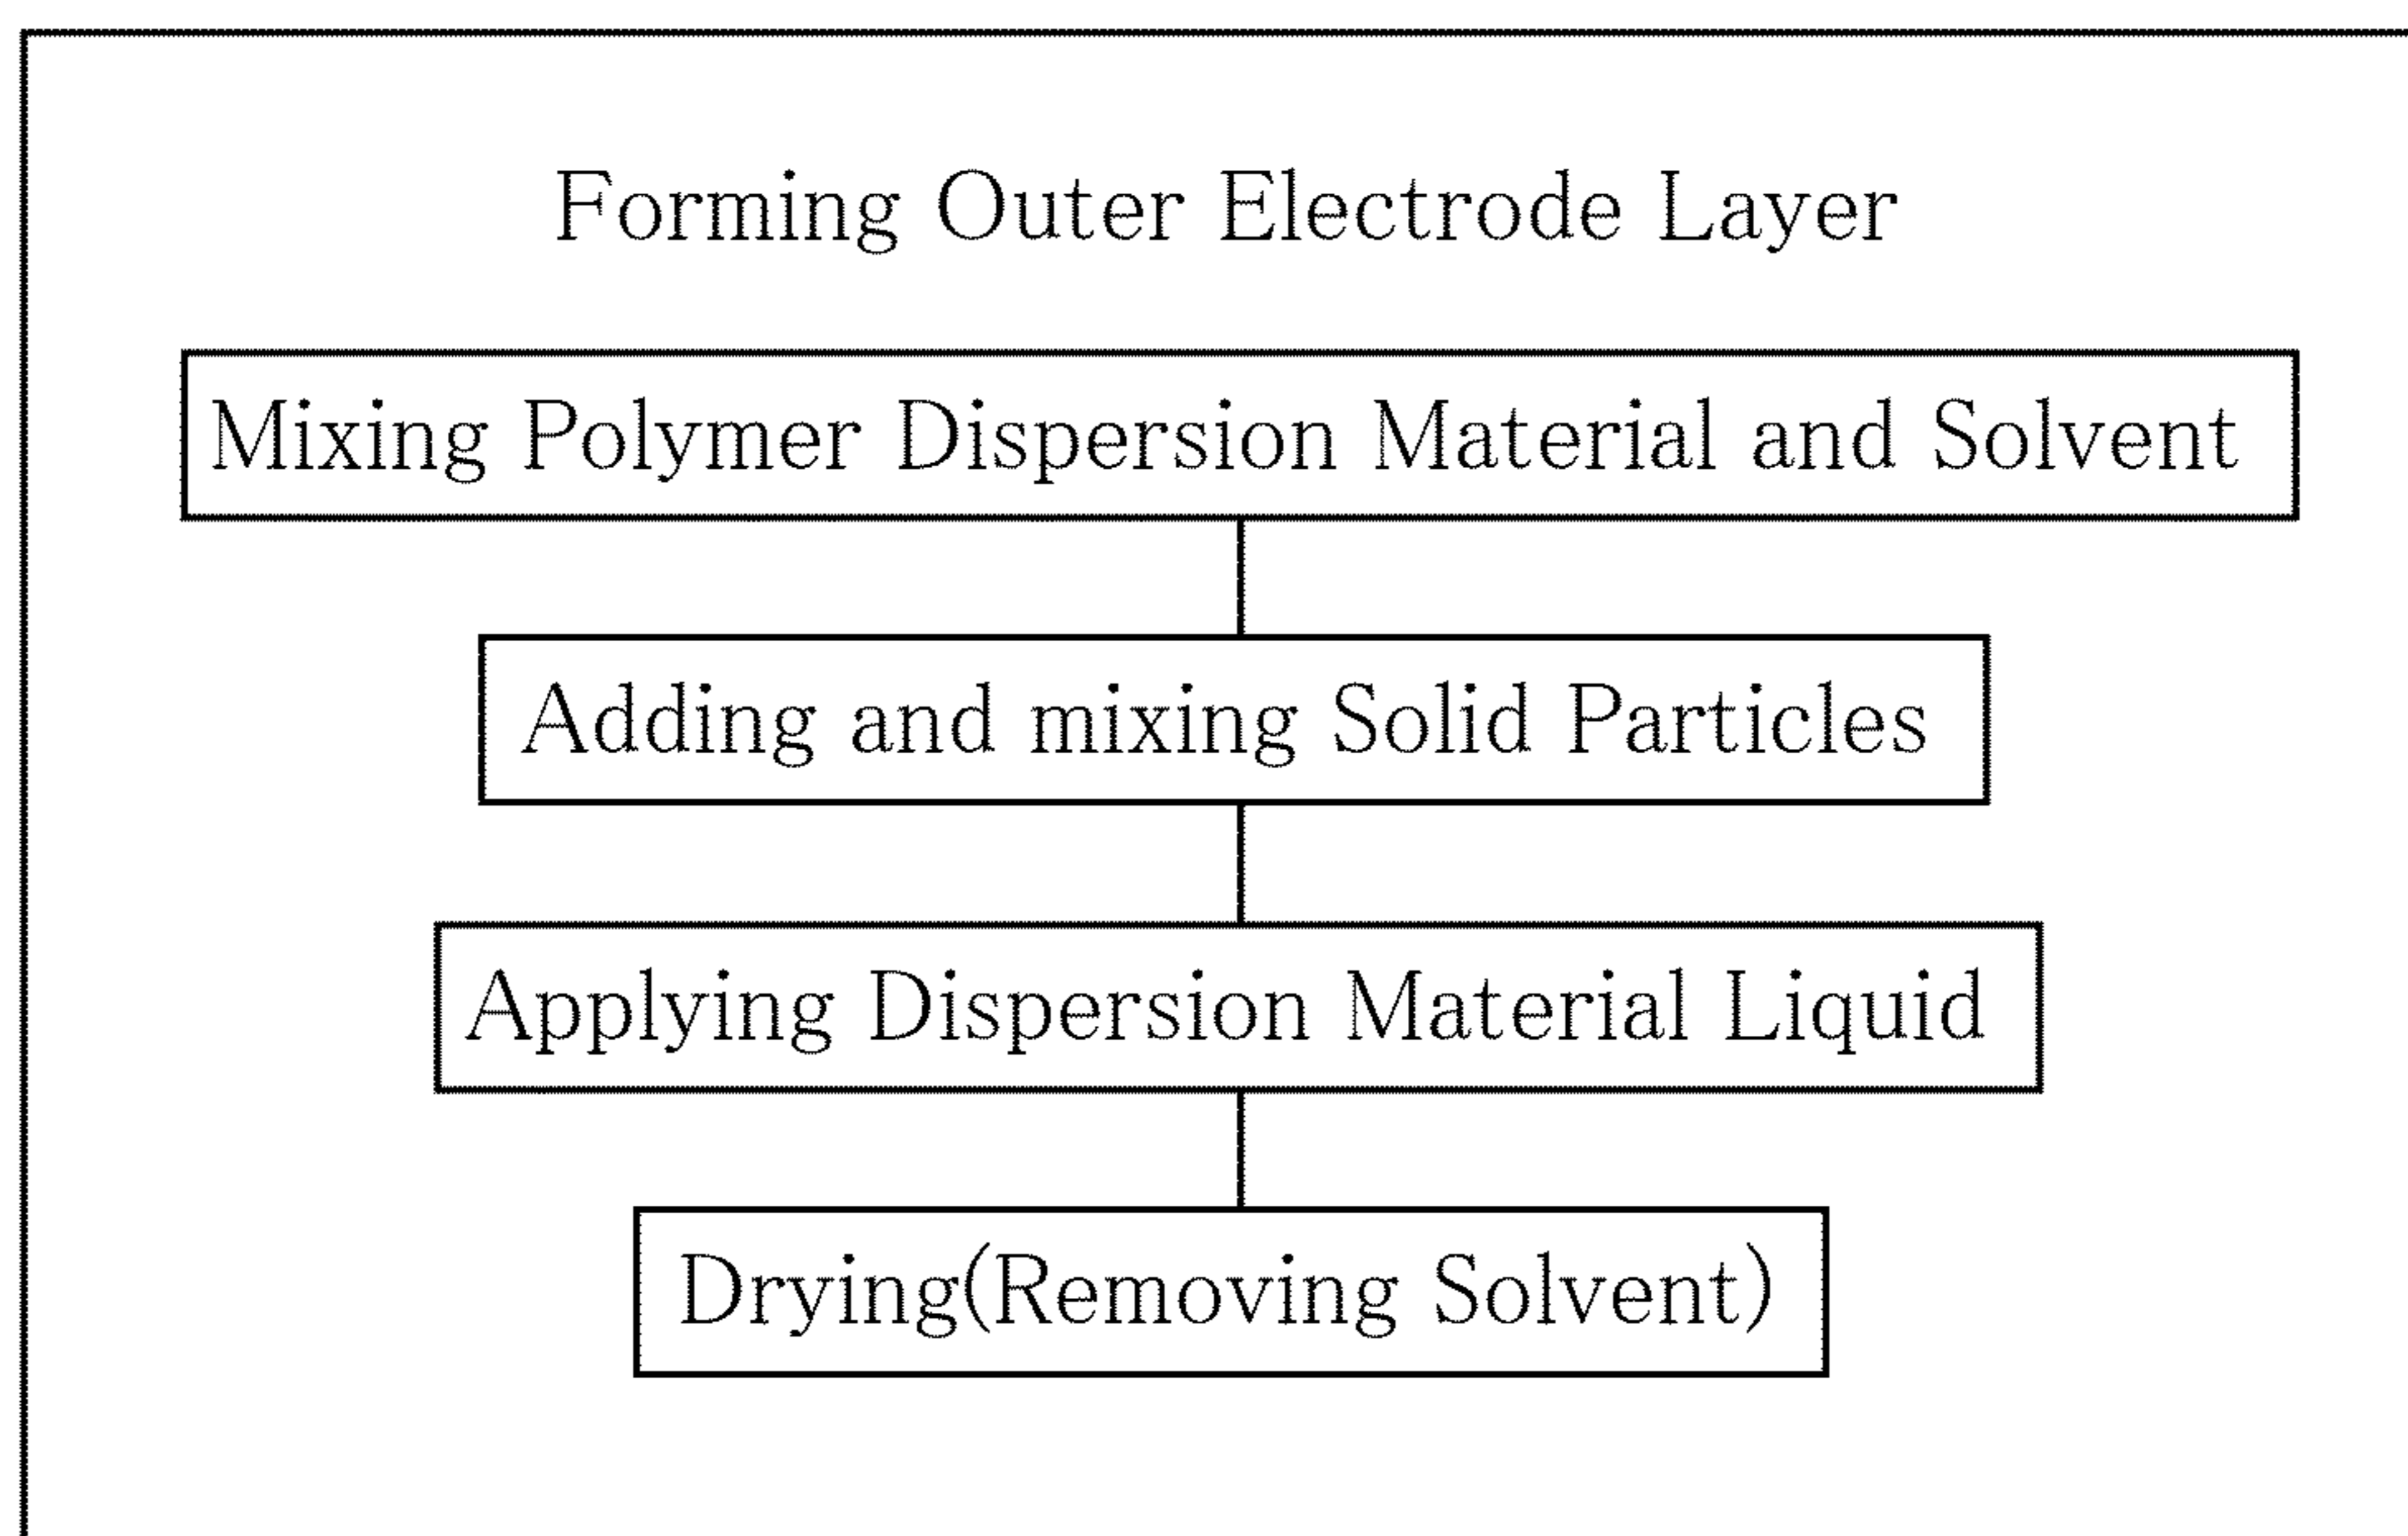 Forming Outer Electrode Layer
Mixing Polymer Dispersion Material and Solvent
Adding and mixing Solid Particles
Applying Dispersion Material Liquid
Drying(Removing Solvent)